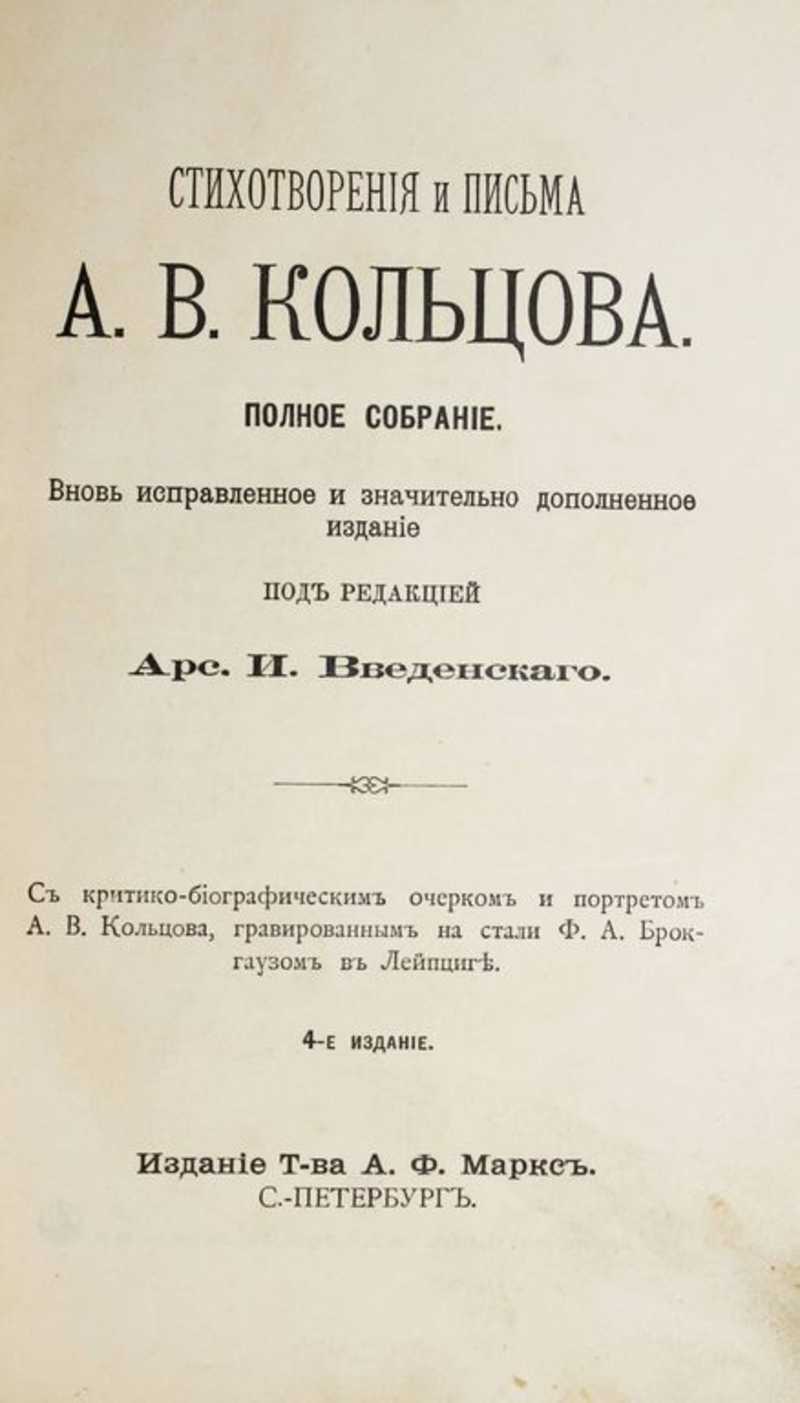 СТИХОТВОРЕНІЯ и ПИСЬМА
А. В. КОЛЬЦОВА.
ПОЛНОЕ СОБРАНІЕ.
Вновь исправленное и значительно дополненное
изданіе
ПОДЪ РЕДАКЦІЕЙ
Арс. И. Введенскаго.
Съ критико-біографическимъ очеркомъ и портретомъ
А. В. Кольцова, гравированнымъ на стали Ф. А. Брок-
гаузомъ въ Лейпцигѣ.
4-Е ИЗДАНІЕ.
Изданіе Т-ва А. Ф. Марксъ.
С.-ПЕТЕРБУРГЪ.